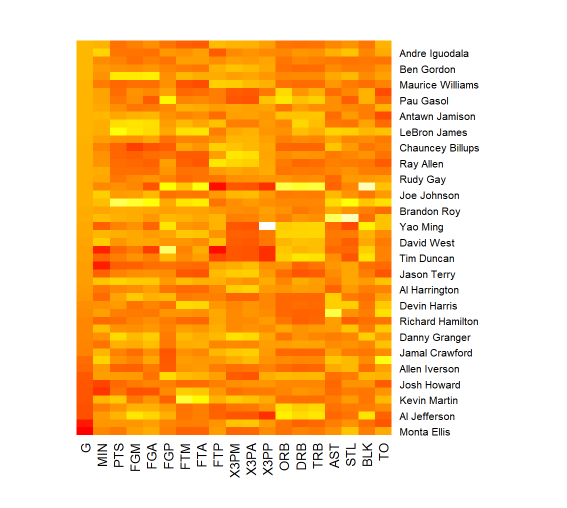 Andre Iguodala
Ben Gordon
Maurice Williams
Pau Gasol
Antawn Jamison
LeBron James
Chauncey Billups
Ray Allen
Rudy Gay
Joe Johnson
Brandon Roy
Yao Ming
David West
Tim Duncan
Jason Terry
Al Harrington
Devin Harris
Richard Hamilton
Danny Granger
Jamal Crawford
Allen Iverson
Josh Howard
Kevin Martin
Al Jefferson
Monta Ellis
G
MIN
PTS
FGM
FGA
FGP
FTM
FTA
FTP
X3PM
X3PA
X3PP
ORB
DRB
TRB
AST
STL
BLK
TO